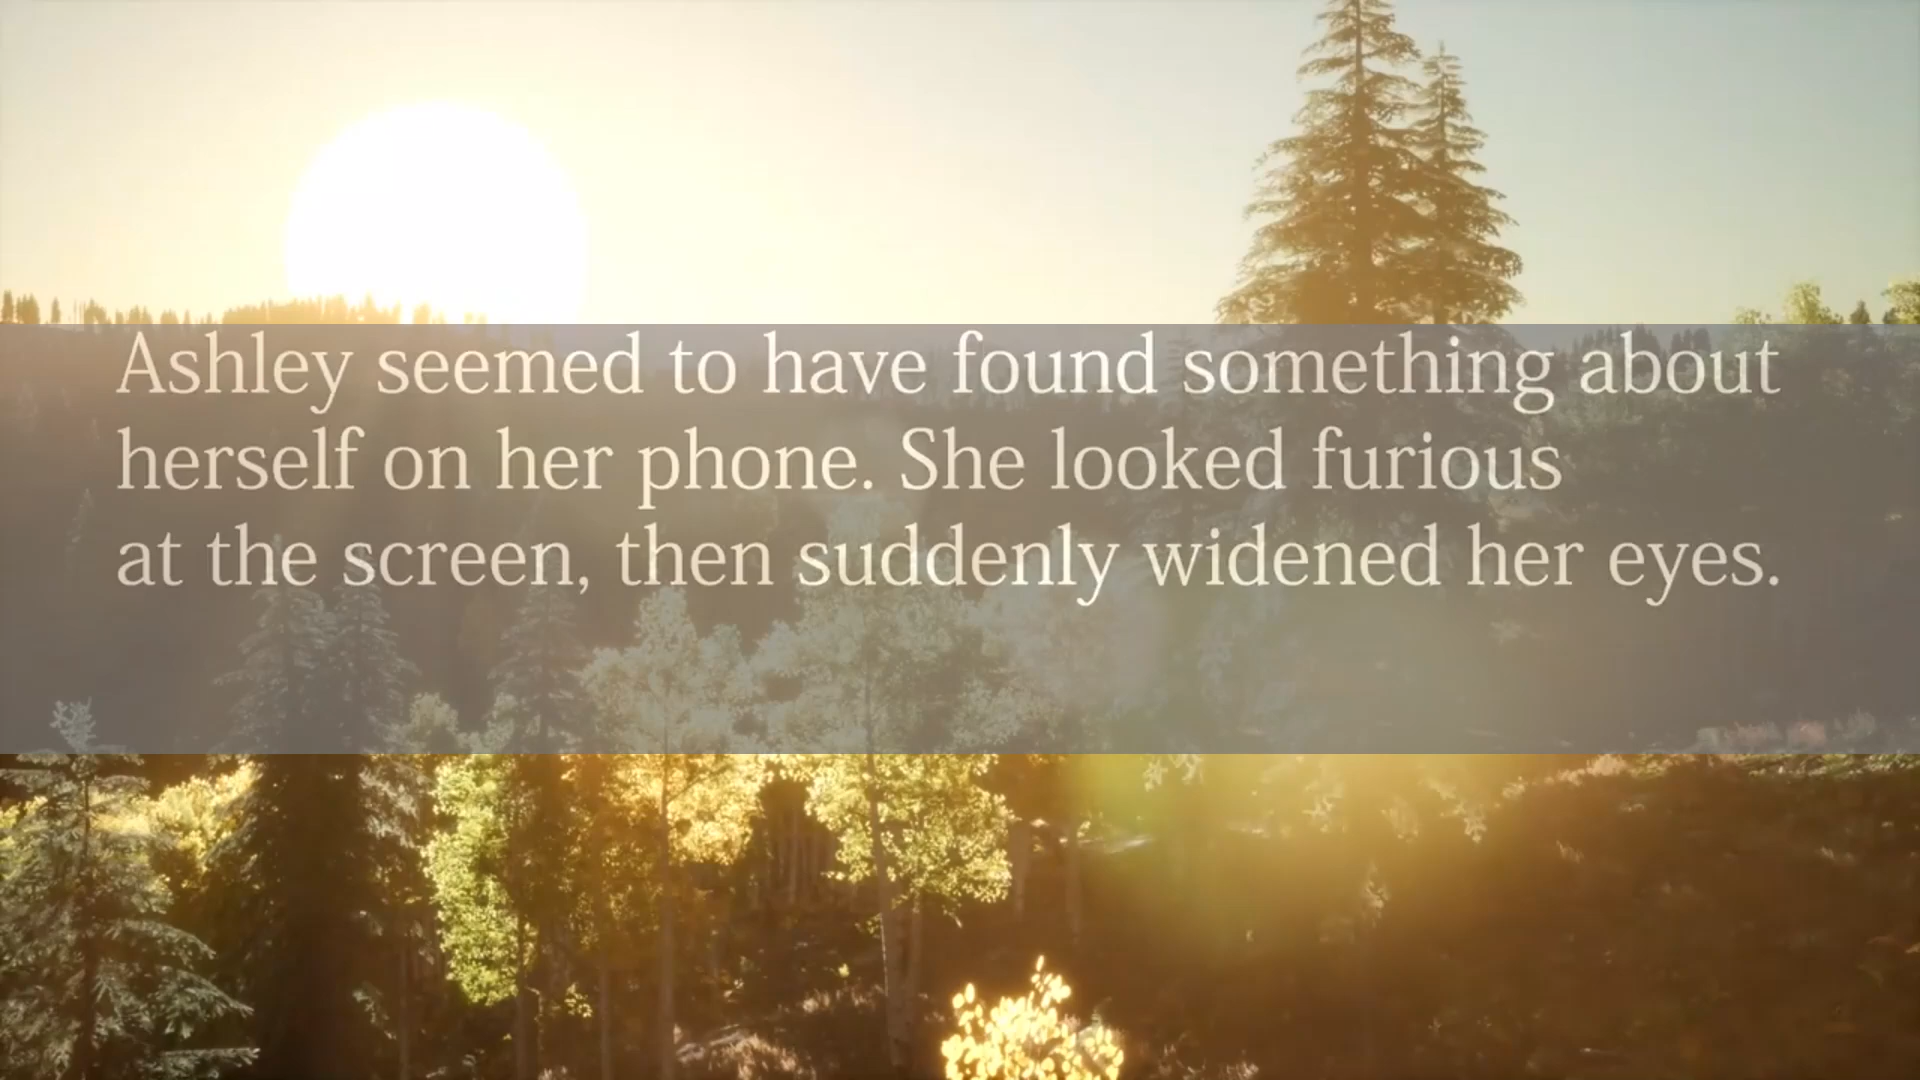 Ashley seemed to have found something about
herself on her phone. She looked furious
at the screen, then suddenly widened her eyes.